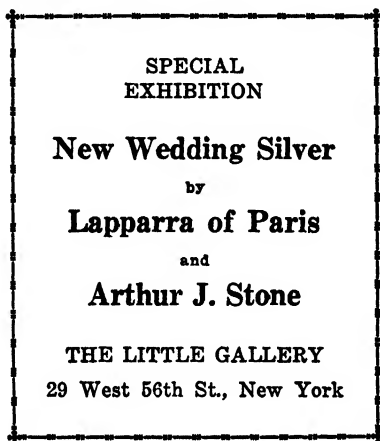 SPECIAL
EXHIBITION
New Wedding Silver
by
Lapparra of Paris
and
Arthur J. Stone
THE LITTLE GALLERY
29 West 56th St., New York